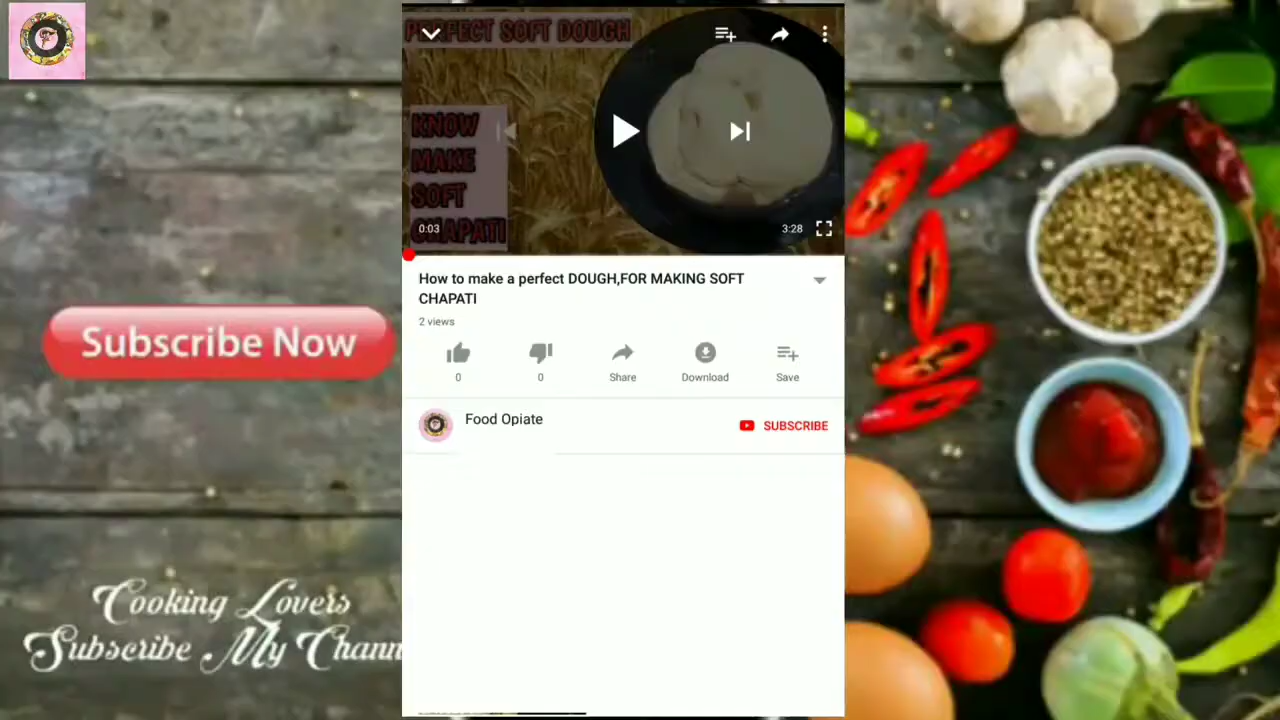 PERFECT SOFT DOUGH
KNOW
MAKE
SOFT
CHAPATI
0:03
3:28
How to make a perfect DOUGH,FOR MAKING SOFT
CHAPATI
2 views
0
0
Share
Download
Save
Food Opiate
SUBSCRIBE
Subscribe Now
Cooking Lovers
Subscribe My Chann